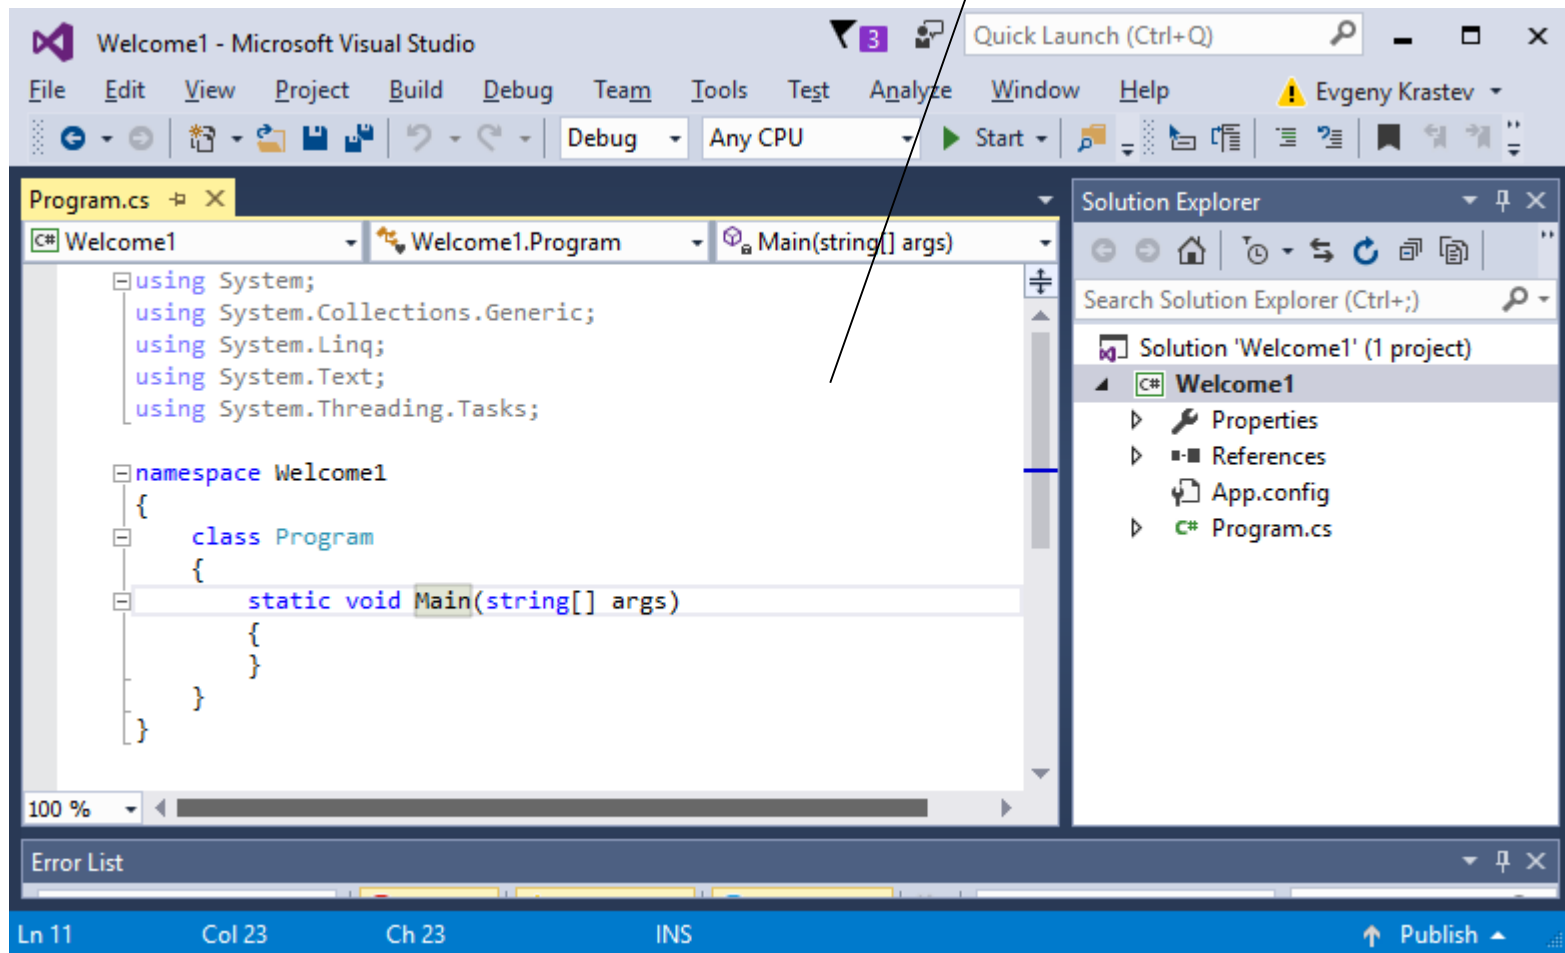 Welcome1 - Microsoft Visual Studio
3
Quick Launch (Ctrl+Q)
File Edit View Project Build Debug Team Tools Test Analyze Window Help Evgeny Krastev
Debug Any CPU Start
Program.cs
Welcome1 Welcome1.Program Main(string[] args)
using System;
using System.Collections.Generic;
using System.Linq;
using System.Text;
using System.Threading.Tasks;
namespace Welcome1
{
class Program
{
static void Main(string[] args)
{
}
}
}
100 %
Solution Explorer
Search Solution Explorer (Ctrl+;)
Solution 'Welcome1' (1 project)
C# Welcome1
Properties
References
App.config
C# Program.cs
Error List
Ln 11 Col 23 Ch 23 INS Publish